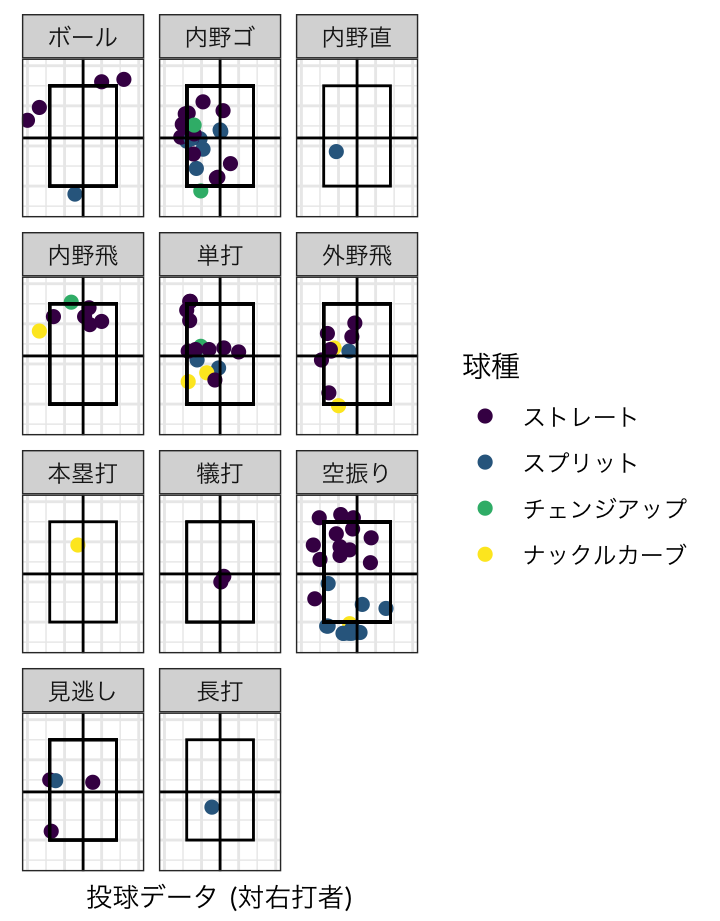 ボール
内野ゴ
内野直
内野飛
単打
外野飛
本塁打
犠打
空振り
見逃し
長打
球種
ストレート
スプリット
チェンジアップ
ナックルカーブ
投球データ (対右打者)